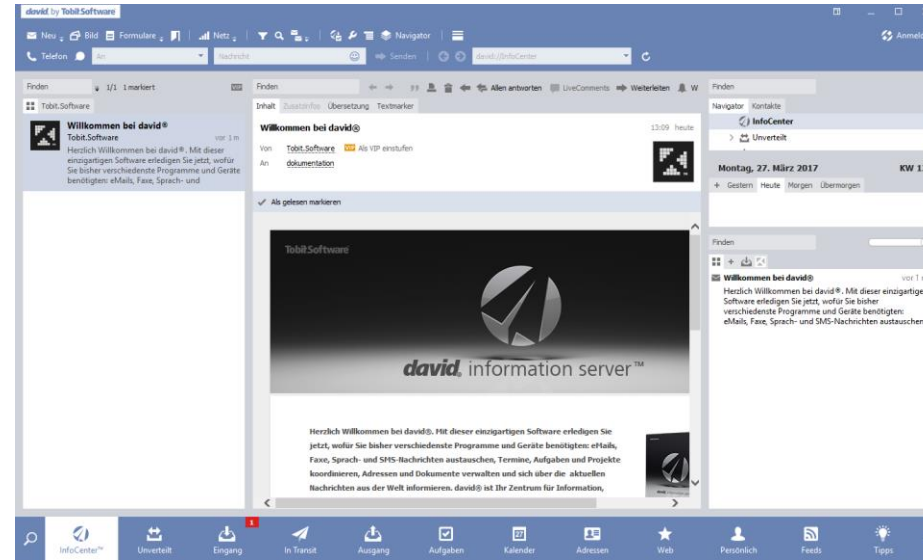 david. by Tobit.Software
Neu Bild Formulare Netz Navigator Anmeld
Telefon An Nachricht Senden david://InfoCenter
Finden 1/1 1 markiert
Tobit.Software
Willkommen bei david®
Tobit.Software vor 1 m
Herzlich Willkommen bei david®. Mit dieser
einzigartigen Software erledigen Sie jetzt, wofür
Sie bisher verschiedenste Programme und Geräte
benötigten: eMails, Faxe, Sprach- und
Finden Allen antworten LiveComments Weiterleiten W
Inhalt Zusatzinfos Übersetzung Textmarker
Willkommen bei david® 13:09 heute
Von Tobit.Software VIP Als VIP einstufen
An dokumentation
Als gelesen markieren
Tobit.Software
david. information server™
Herzlich Willkommen bei david®. Mit dieser einzigartigen Software erledigen Sie
jetzt, wofür Sie bisher verschiedenste Programme und Geräte benötigten: eMails,
Faxe, Sprach- und SMS-Nachrichten austauschen, Termine, Aufgaben und Projekte
koordinieren, Adressen und Dokumente verwalten und sich über die aktuellen
Nachrichten aus der Welt informieren. david® ist Ihr Zentrum für Information,
Finden
Navigator Kontakte
InfoCenter
Unverteilt
Montag, 27. März 2017 KW 1
+ Gestern Heute Morgen Übermorgen
Finden
Willkommen bei david® vor 1
Herzlich Willkommen bei david®. Mit dieser einzigartige
Software erledigen Sie jetzt, wofür Sie bisher
verschiedenste Programme und Geräte benötigten:
eMails, Faxe, Sprach- und SMS-Nachrichten austauschen
1
InfoCenter™ Unverteilt Eingang In Transit Ausgang Aufgaben Kalender Adressen Web Persönlich Feeds Tipps